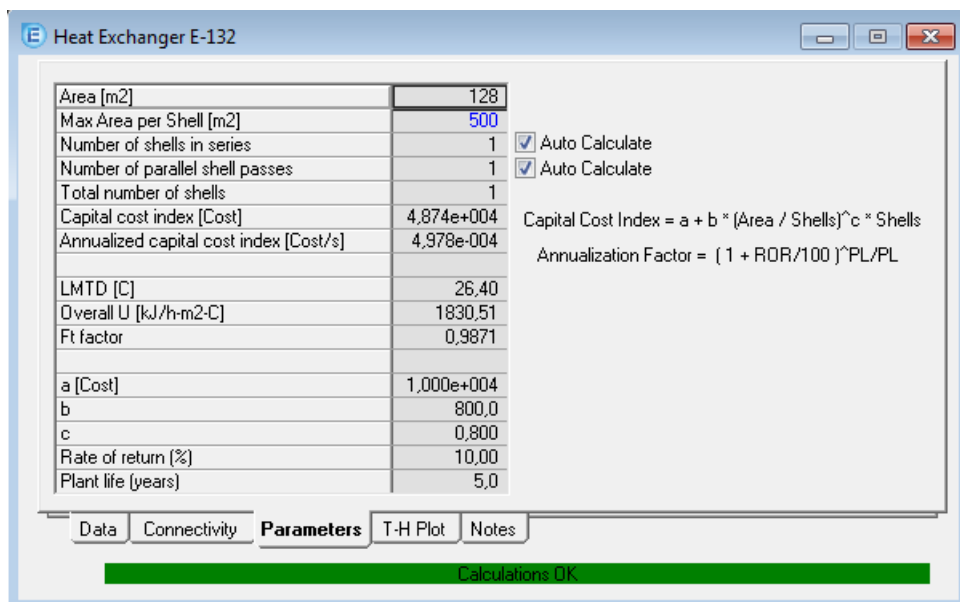 E Heat Exchanger E-132
Area [m2] 128
Max Area per Shell [m2] 500
Number of shells in series 1 Auto Calculate
Number of parallel shell passes 1 Auto Calculate
Total number of shells 1
Capital cost index [Cost] 4,874e+004 Capital Cost Index = a + b * (Area / Shells)^c * Shells
Annualized capital cost index [Cost/s] 4,978e-004 Annualization Factor = ( 1 + ROR/100 )^PL/PL
LMTD [C] 26,40
Overall U [kJ/h-m2-C] 1830,51
Ft factor 0,9871
a [Cost] 1,000e+004
b 800,0
c 0,800
Rate of return (%) 10,00
Plant life (years) 5,0
Data Connectivity Parameters T-H Plot Notes
Calculations OK